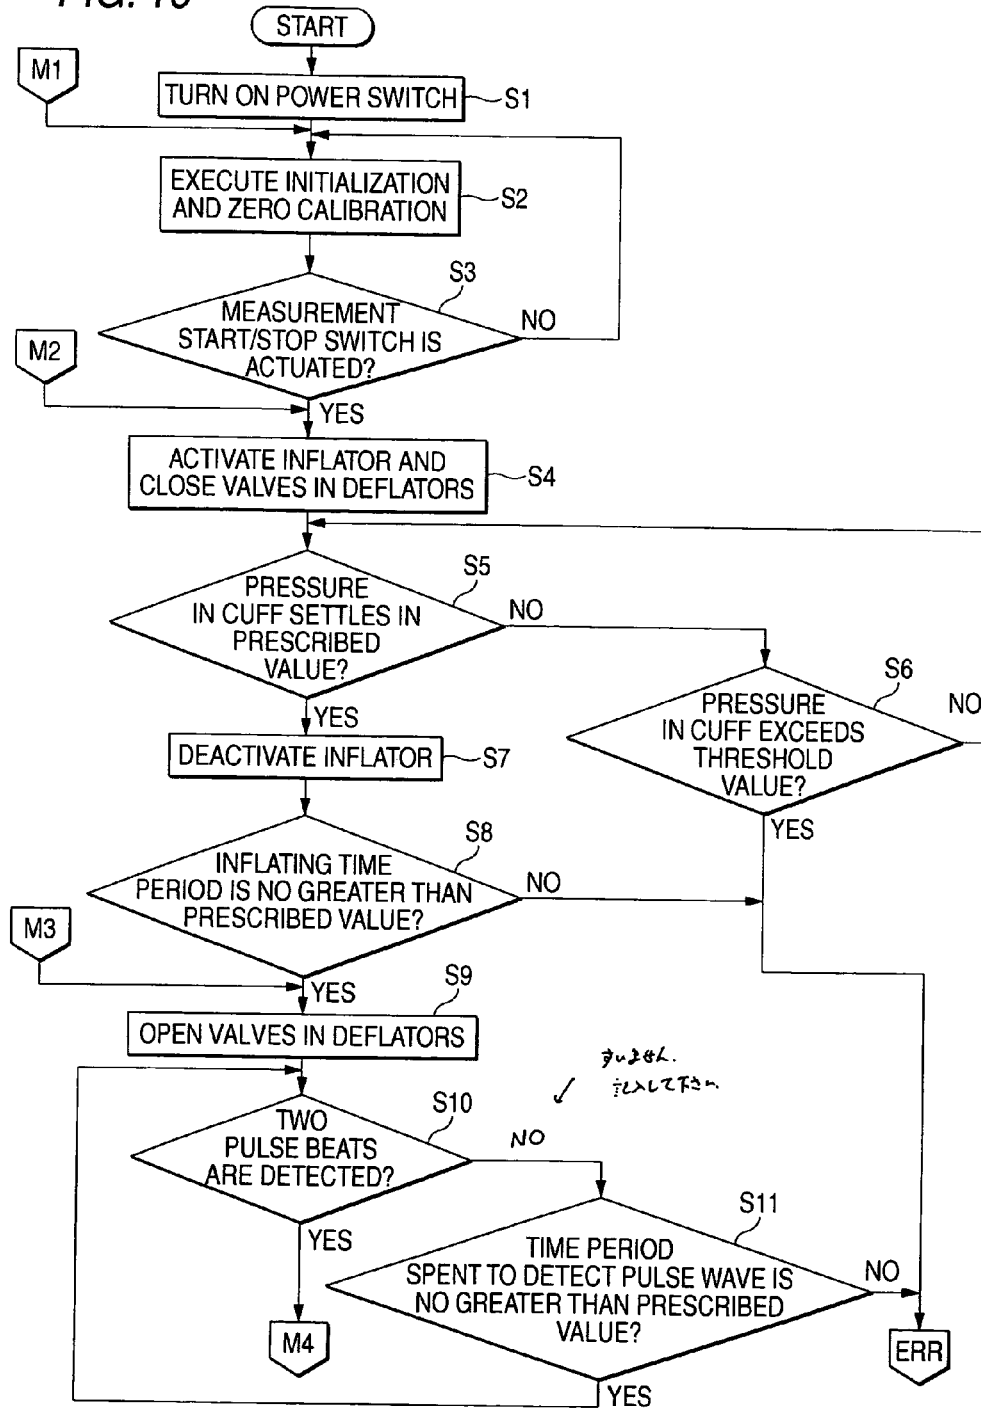 FIG. 10
START
M1
TURN ON POWER SWITCH
S1
EXECUTE INITIALIZATION
AND ZERO CALIBRATION
S2
S3
MEASUREMENT
START/STOP SWITCH IS
ACTUATED?
NO
M2
YES
ACTIVATE INFLATOR AND
CLOSE VALVES IN DEFLATORS
S4
S5
PRESSURE
IN CUFF SETTLES IN
PRESCRIBED
VALUE?
NO
S6
PRESSURE
IN CUFF EXCEEDS
THRESHOLD
VALUE?
NO
YES
YES
DEACTIVATE INFLATOR
S7
S8
INFLATING TIME
PERIOD IS NO GREATER THAN
PRESCRIBED VALUE?
NO
M3
YES
S9
OPEN VALVES IN DEFLATORS
すいません.
記入して下さい
S10
TWO
PULSE BEATS
ARE DETECTED?
NO
YES
S11
TIME PERIOD
SPENT TO DETECT PULSE WAVE IS
NO GREATER THAN PRESCRIBED
VALUE?
NO
M4
ERR
YES